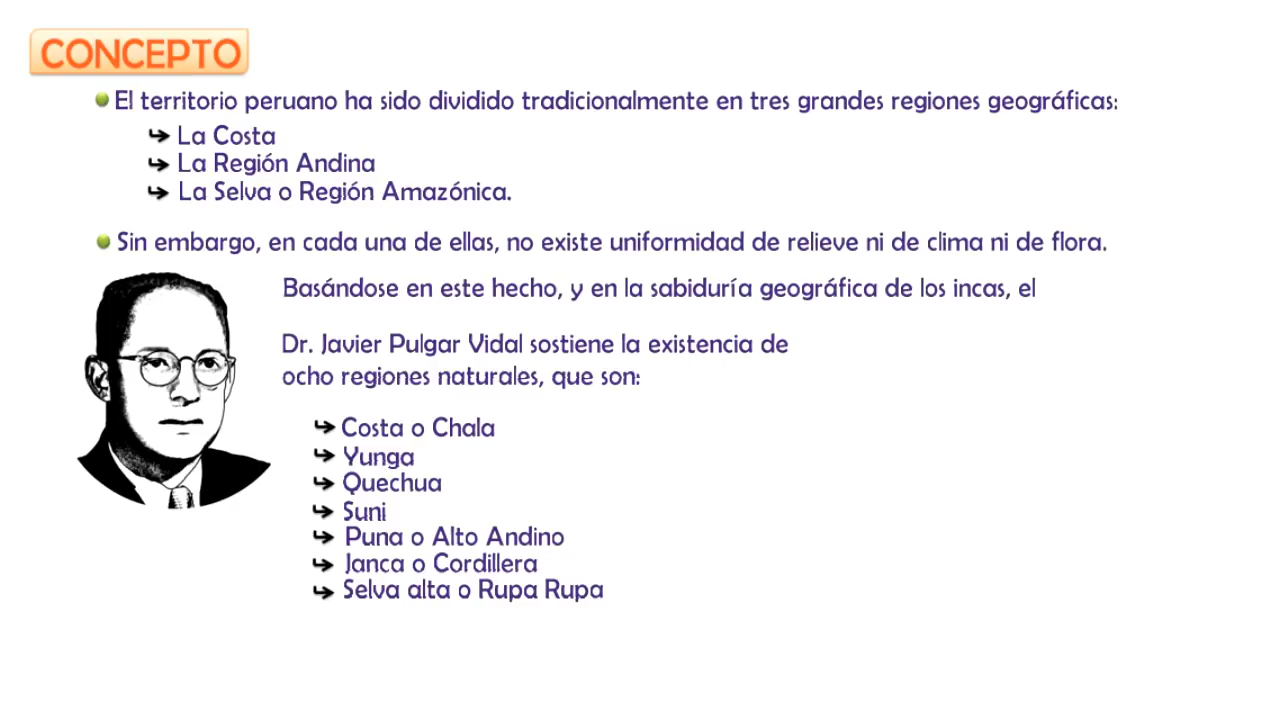 CONCEPTO
El territorio peruano ha sido dividido tradicionalmente en tres grandes regiones geográficas:
La Costa
La Región Andina
La Selva o Región Amazónica.
Sin embargo, en cada una de ellas, no existe uniformidad de relieve ni de clima ni de flora.
Basándose en este hecho, y en la sabiduría geográfica de los incas, el
Dr. Javier Pulgar Vidal sostiene la existencia de
ocho regiones naturales, que son:
Costa o Chala
Yunga
Quechua
Suni
Puna o Alto Andino
Janca o Cordillera
Selva alta o Rupa Rupa